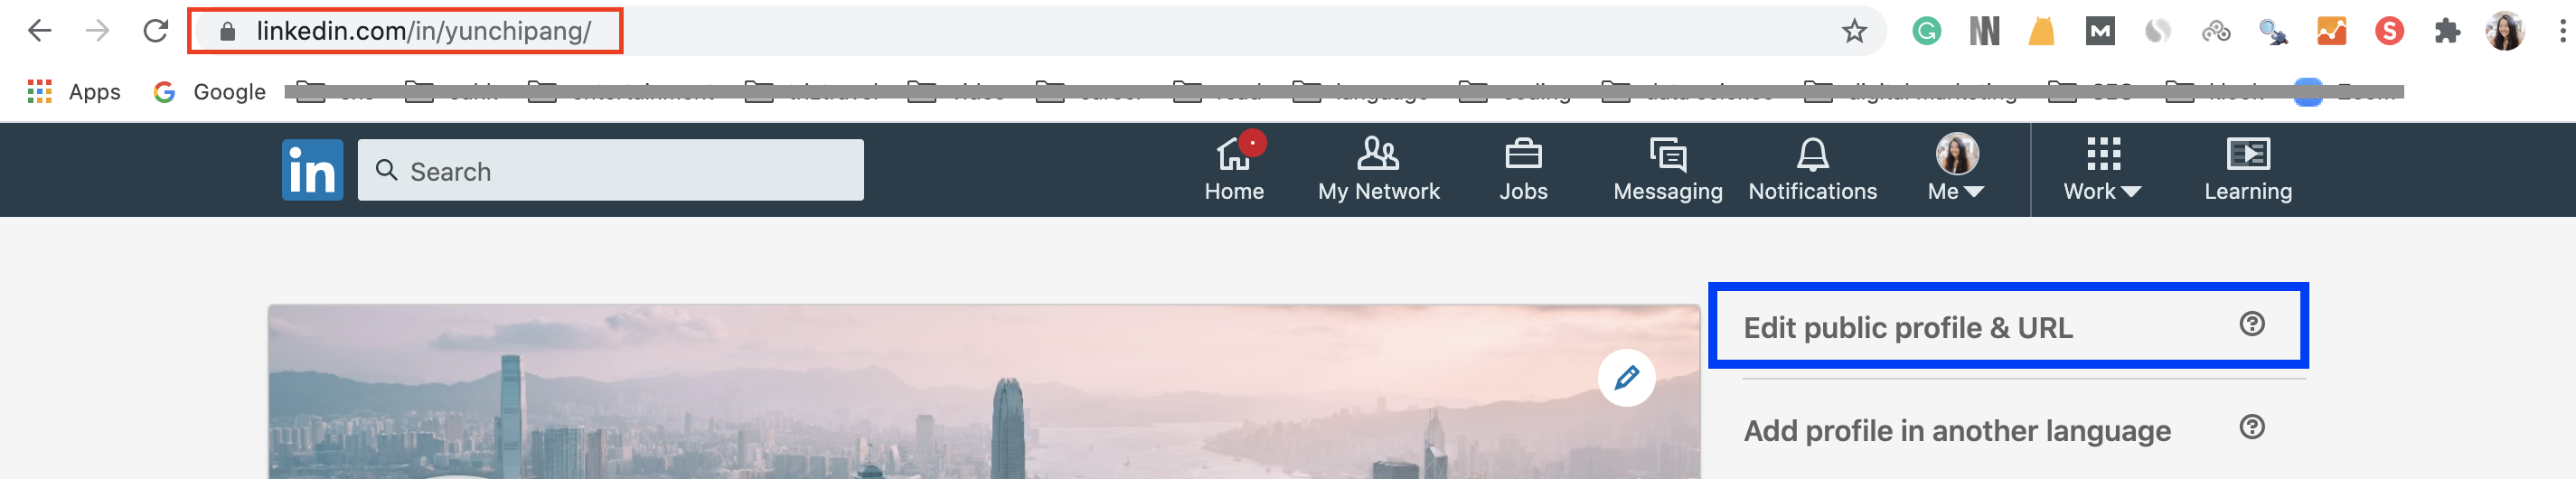 linkedin.com/in/yunchipang/
Apps Google
in Search Home My Network Jobs Messaging Notifications Me Work Learning
Edit public profile & URL
Add profile in another language